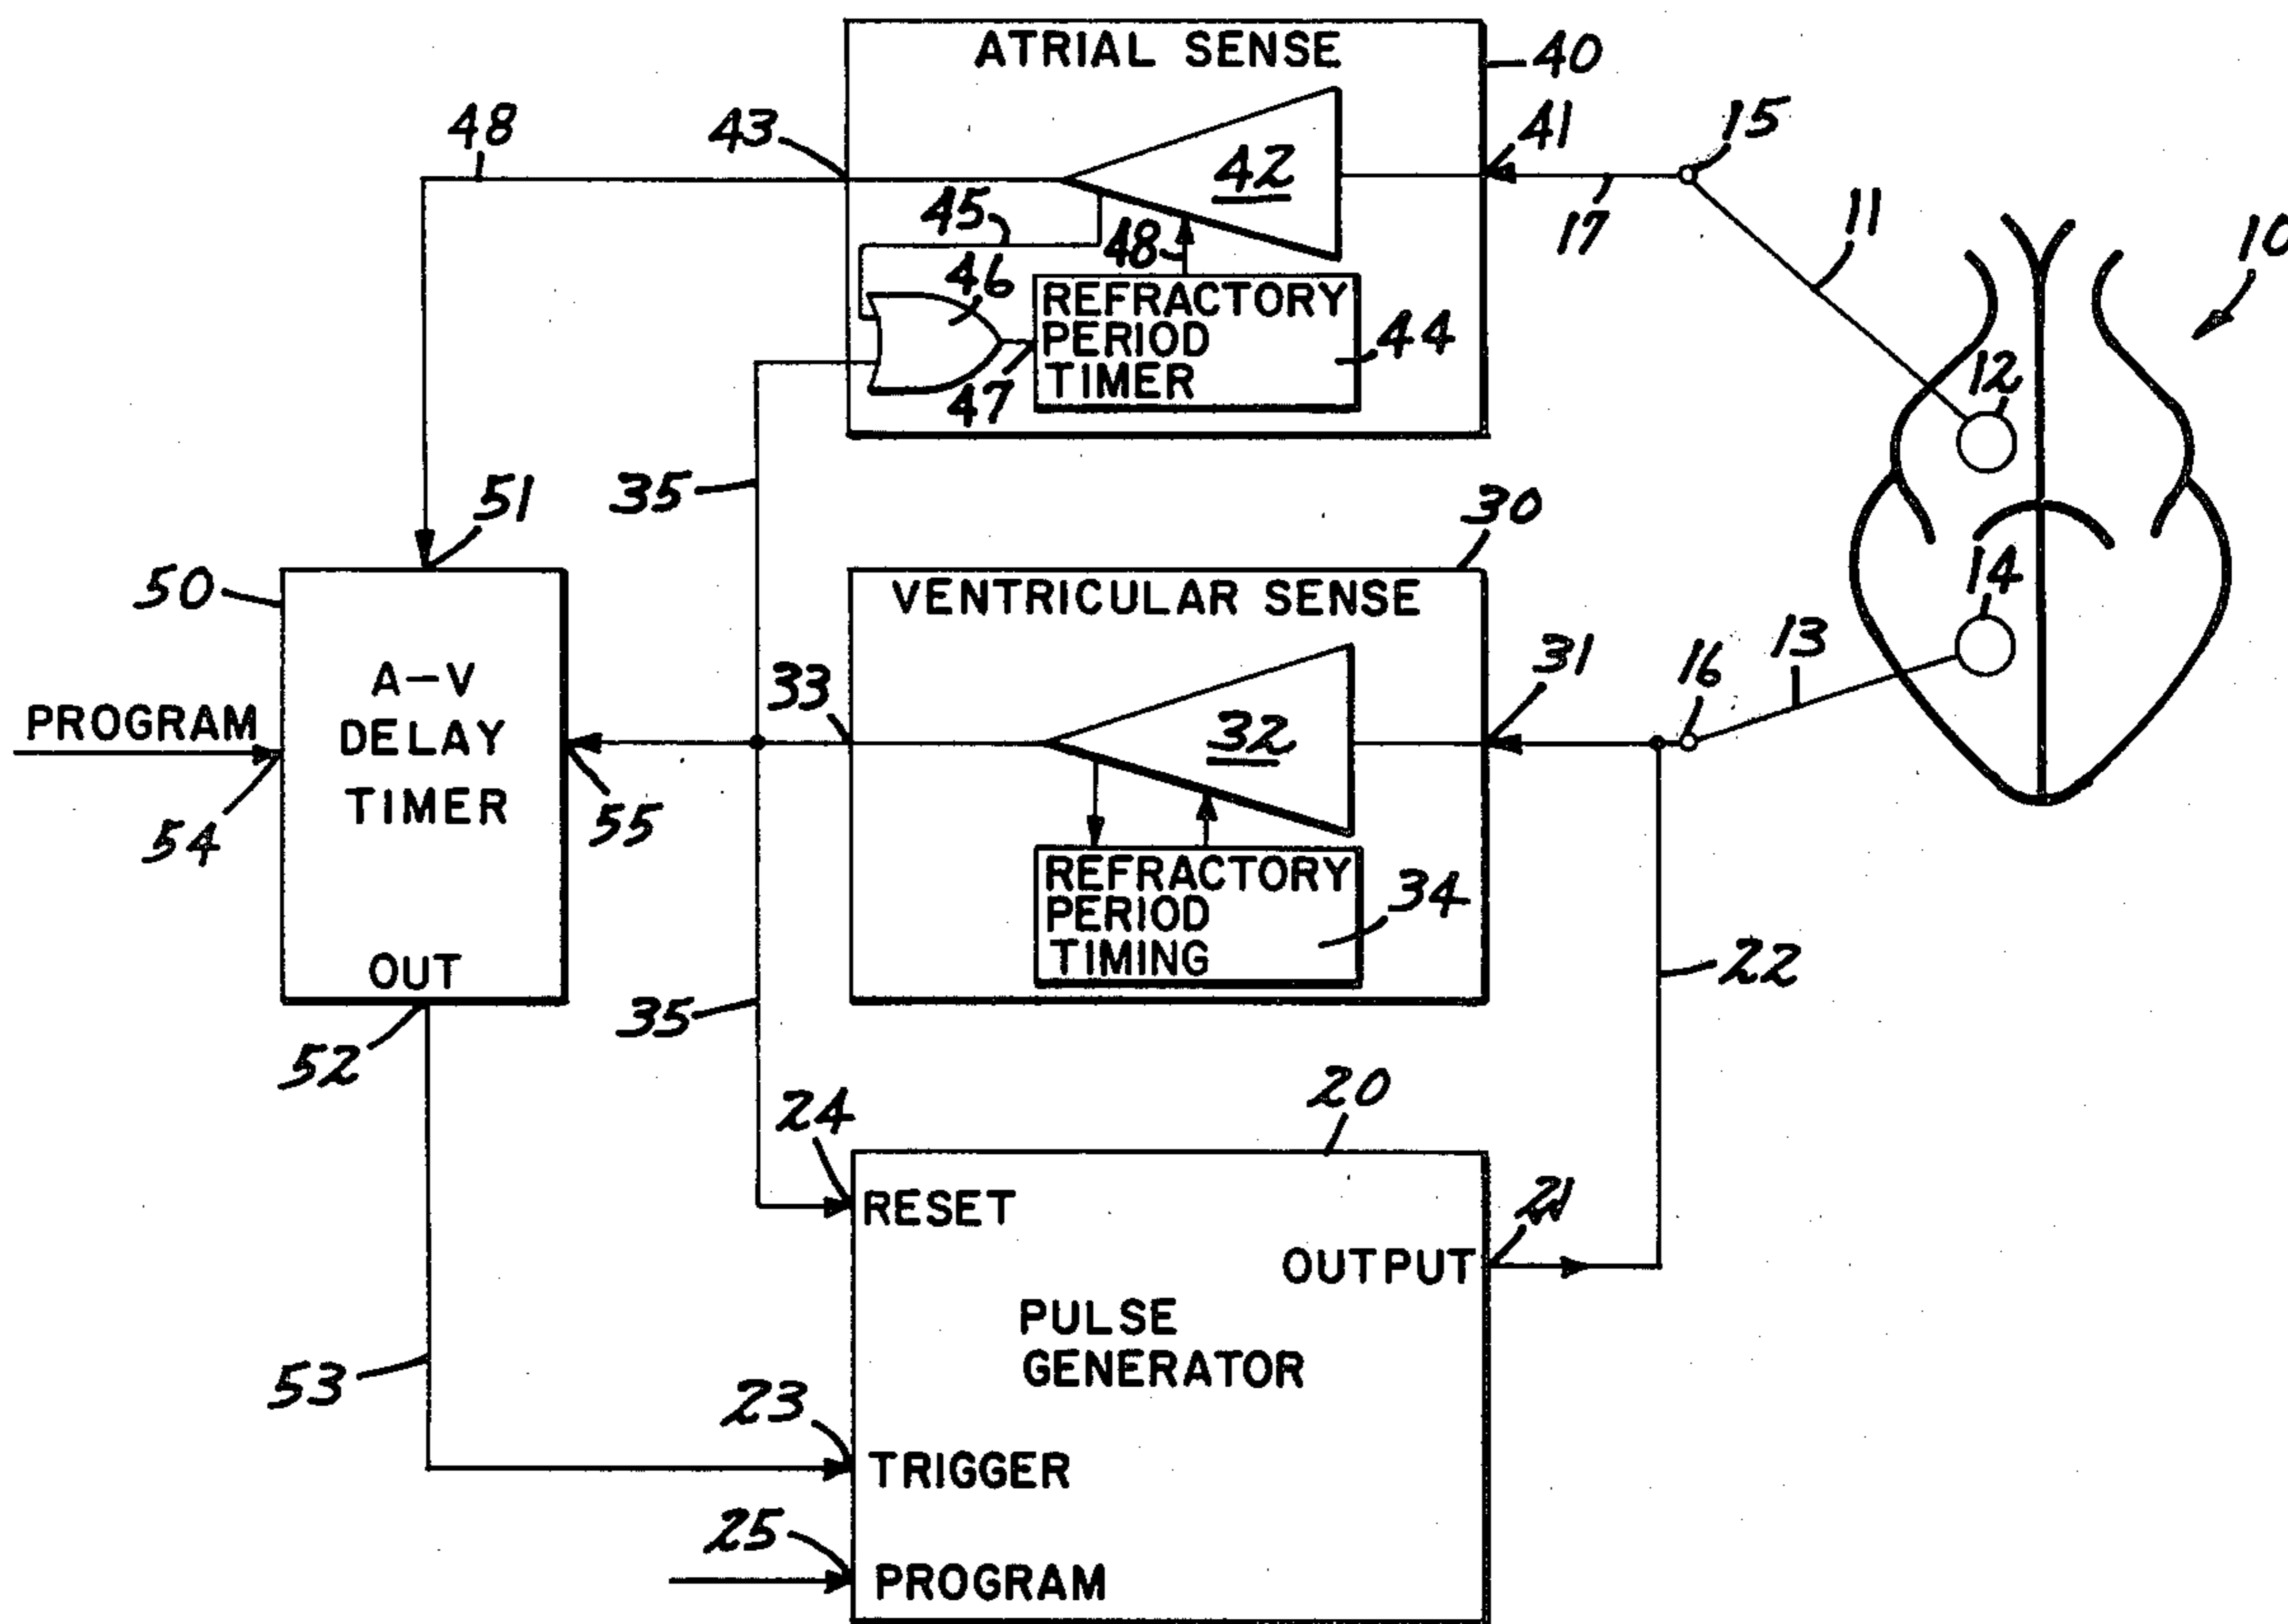 ATRIAL SENSE
40
48
43
42
41
15
17
11
10
45
46
48
REFRACTORY
PERIOD
TIMER
44
47
12
35
51
30
50
VENTRICULAR SENSE
14
A-V
DELAY
TIMER
PROGRAM
33
32
31
16
13
54
55
REFRACTORY
PERIOD
TIMING
34
22
OUT
35
52
20
24
RESET
21
OUTPUT
PULSE
GENERATOR
53
23
TRIGGER
25
PROGRAM